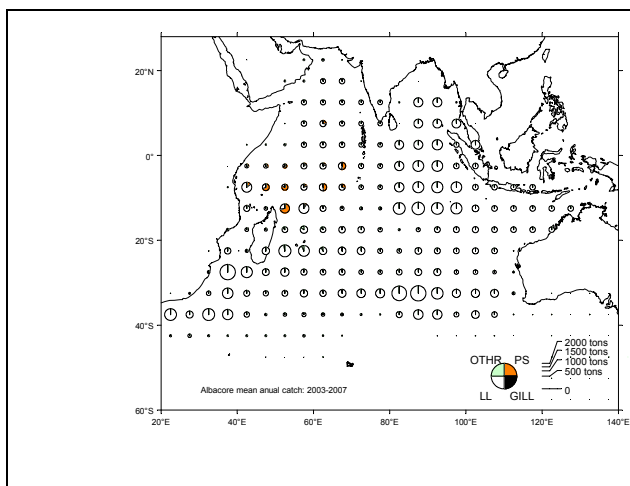 20°N
0°
20°S
40°S
60°S
OTHR PS
LL GILL
2000 tons
1500 tons
1000 tons
500 tons
0
Albacore mean anual catch: 2003-2007
20°E 40°E 60°E 80°E 100°E 120°E 140°E